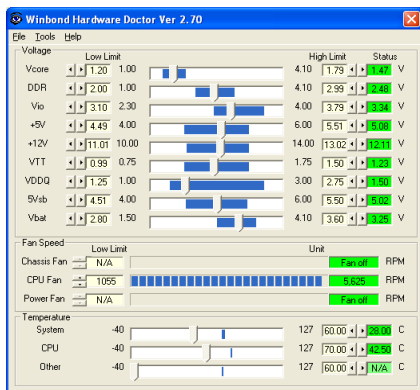 Winbond Hardware Doctor Ver 2.70
File Tools Help
Voltage
Low Limit High Limit Status
Vcore 1.20 1.00 4.10 1.79 1.47 V
DDR 2.00 1.00 4.10 2.99 2.48 V
Vio 3.10 2.30 4.00 3.79 3.34 V
+5V 4.49 4.00 6.00 5.51 5.08 V
+12V 11.01 10.00 14.00 13.02 12.11 V
VTT 0.99 0.75 1.75 1.50 1.23 V
VDDQ 1.25 1.00 3.00 2.75 1.50 V
5Vsb 4.51 4.00 6.00 5.50 5.02 V
Vbat 2.80 1.50 4.10 3.60 3.25 V
Fan Speed
Low Limit Unit
Chassis Fan N/A Fan off RPM
CPU Fan 1055 5,625 RPM
Power Fan N/A Fan off RPM
Temperature
System -40 127 60.00 28.00 C
CPU -40 127 70.00 42.50 C
Other -40 127 60.00 N/A C